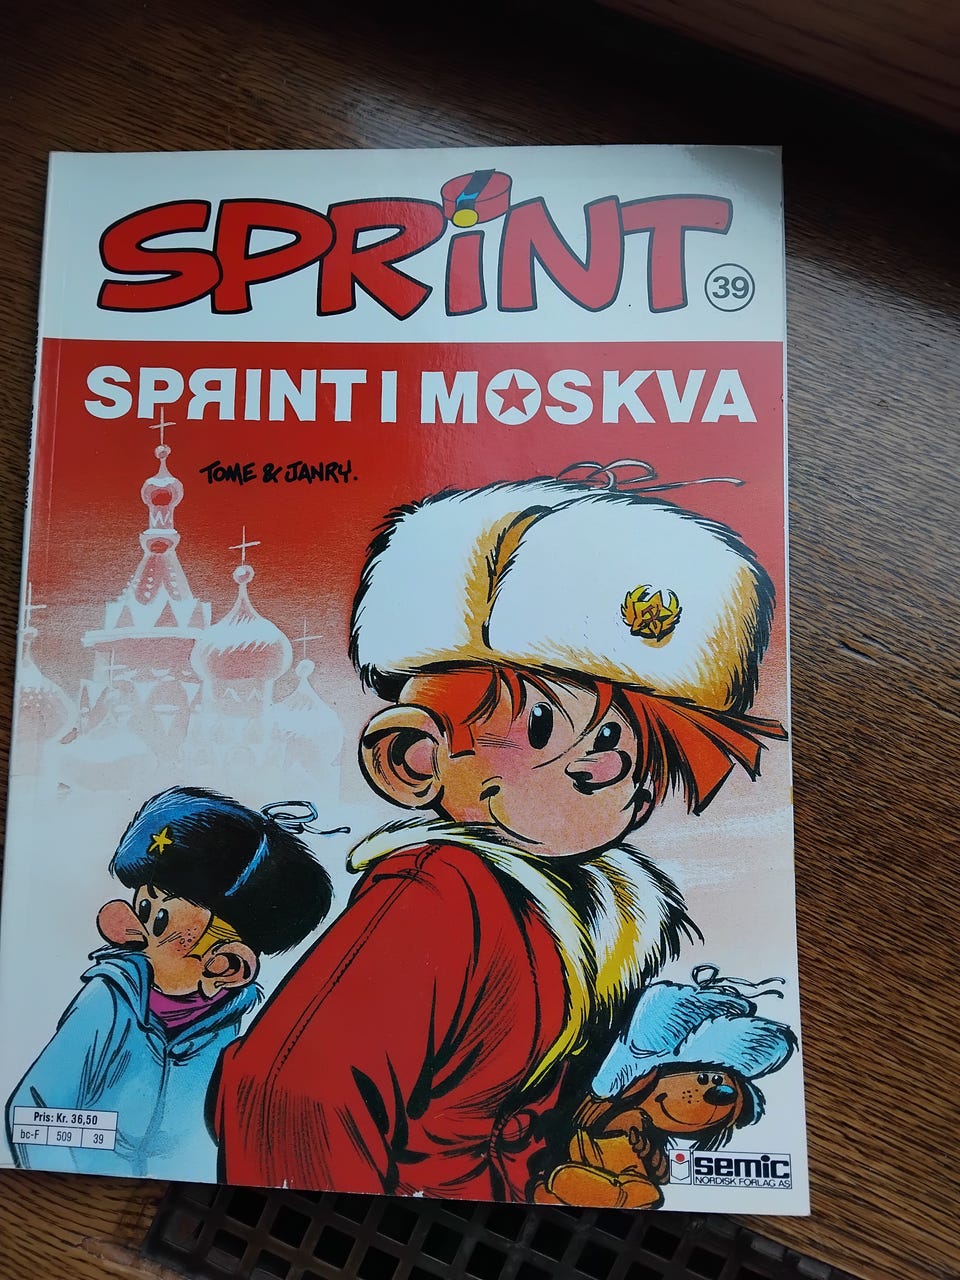 SPRINT
39
SPЯINT I MOSKVA
TOME & JANRY.
Pris: Kr. 36,50
bc-F 509 39
semic
NORDISK FORLAG AS